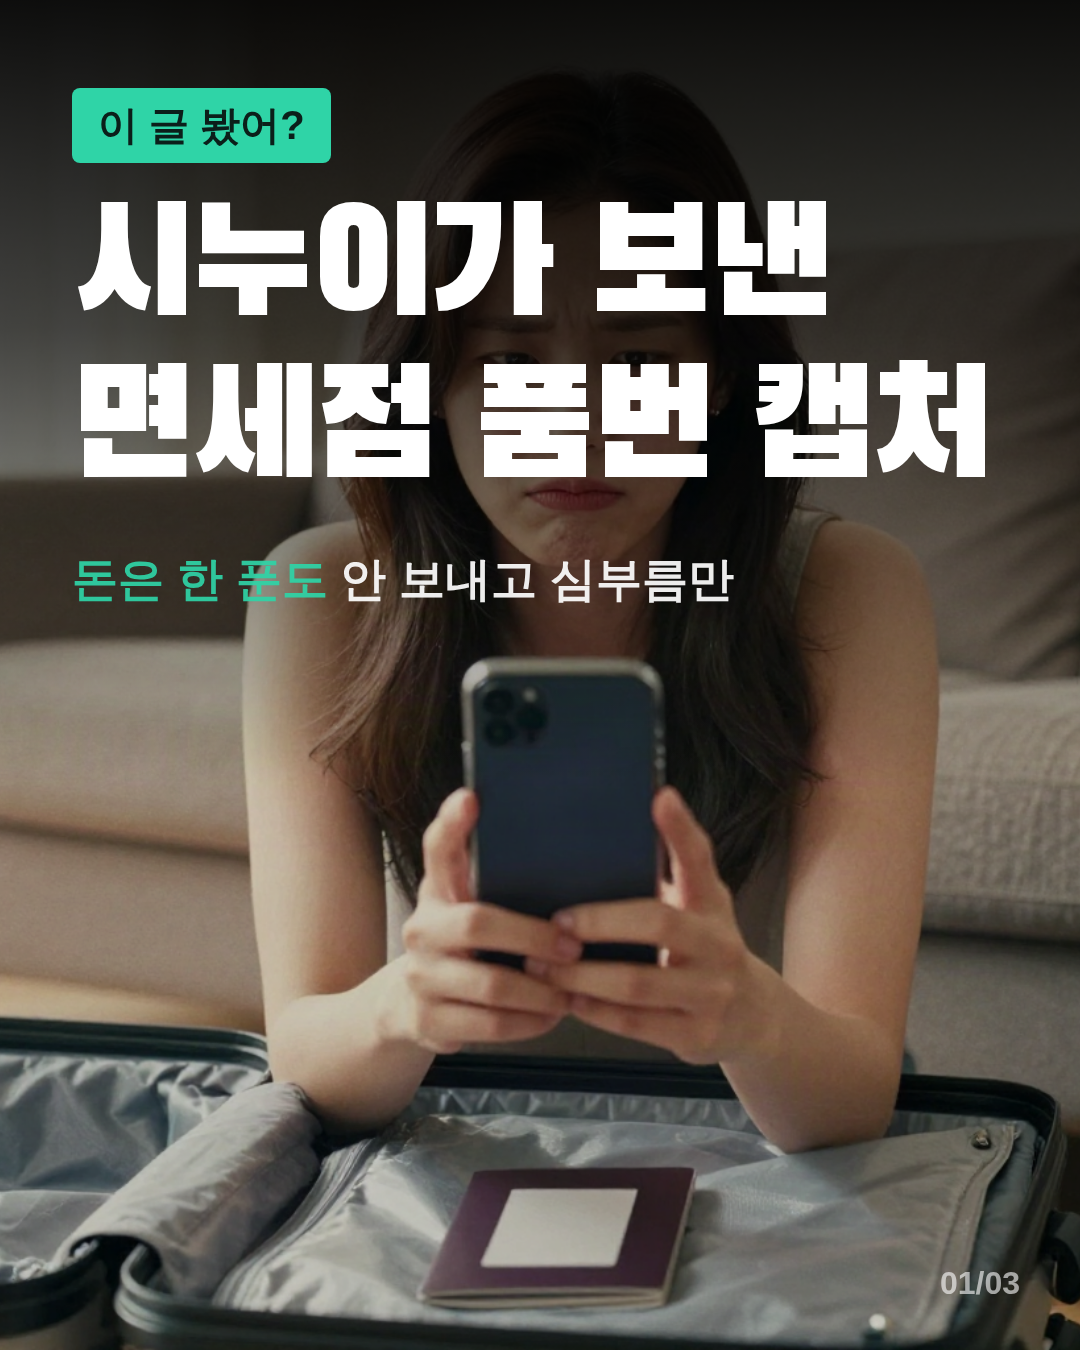 이 글 봤어?
시누이가 보낸
면세점 품번 캡처
돈은 한 푼도 안 보내고 심부름만
01/03